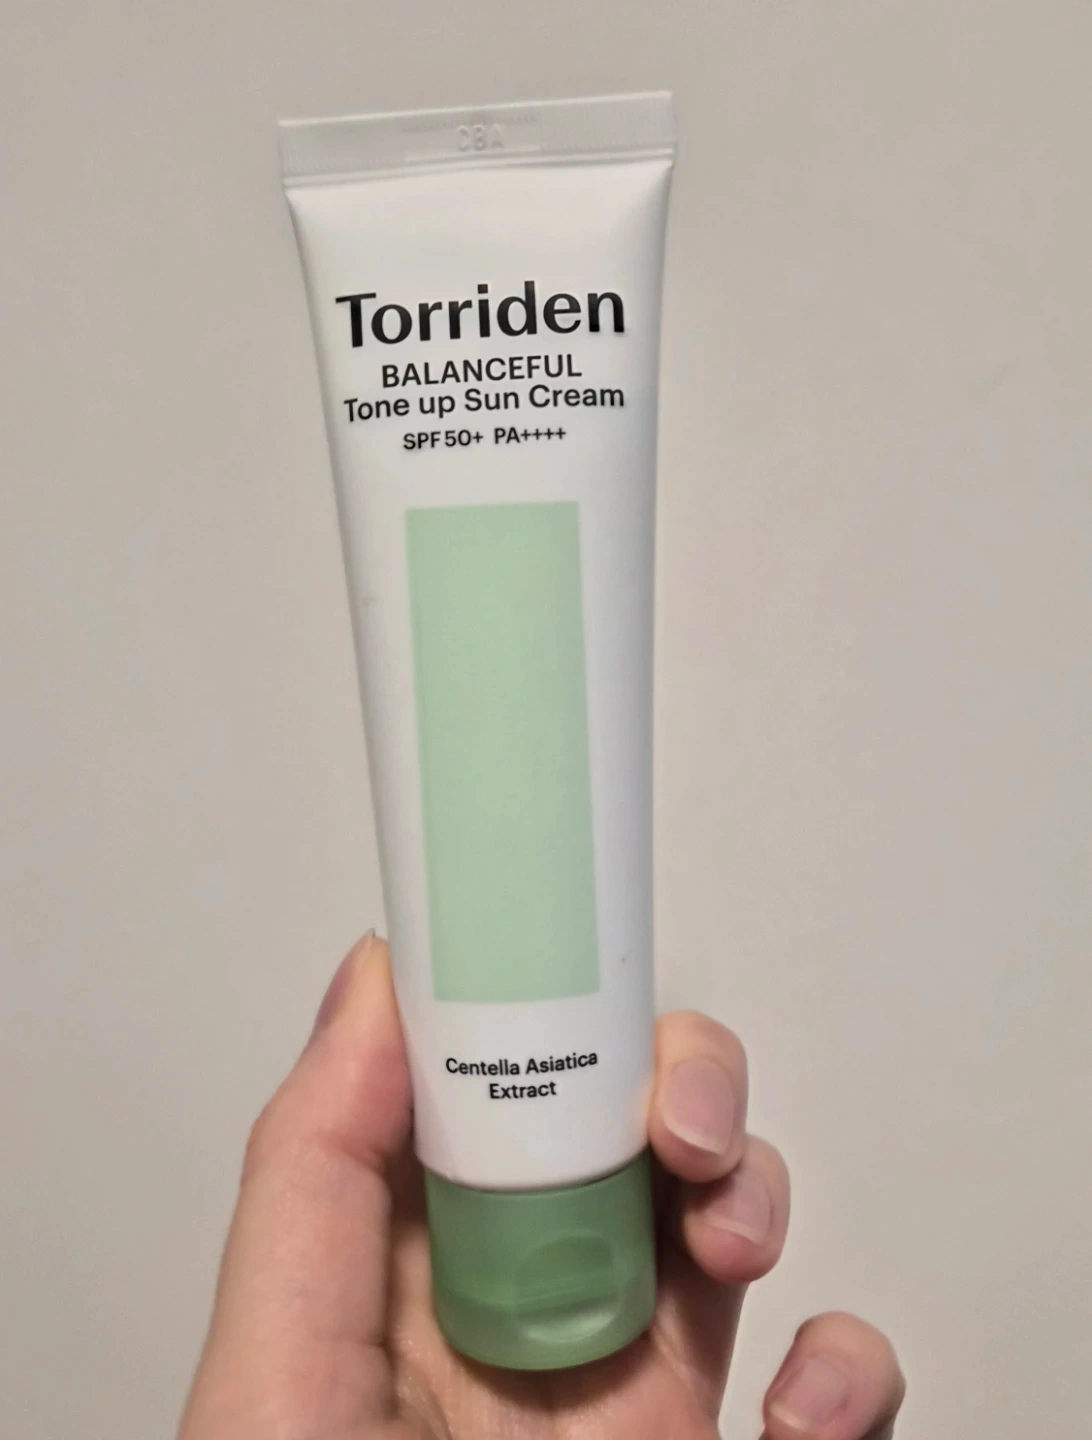 CBA
Torriden
BALANCEFUL
Tone up Sun Cream
SPF50+ PA++++
Centella Asiatica
Extract